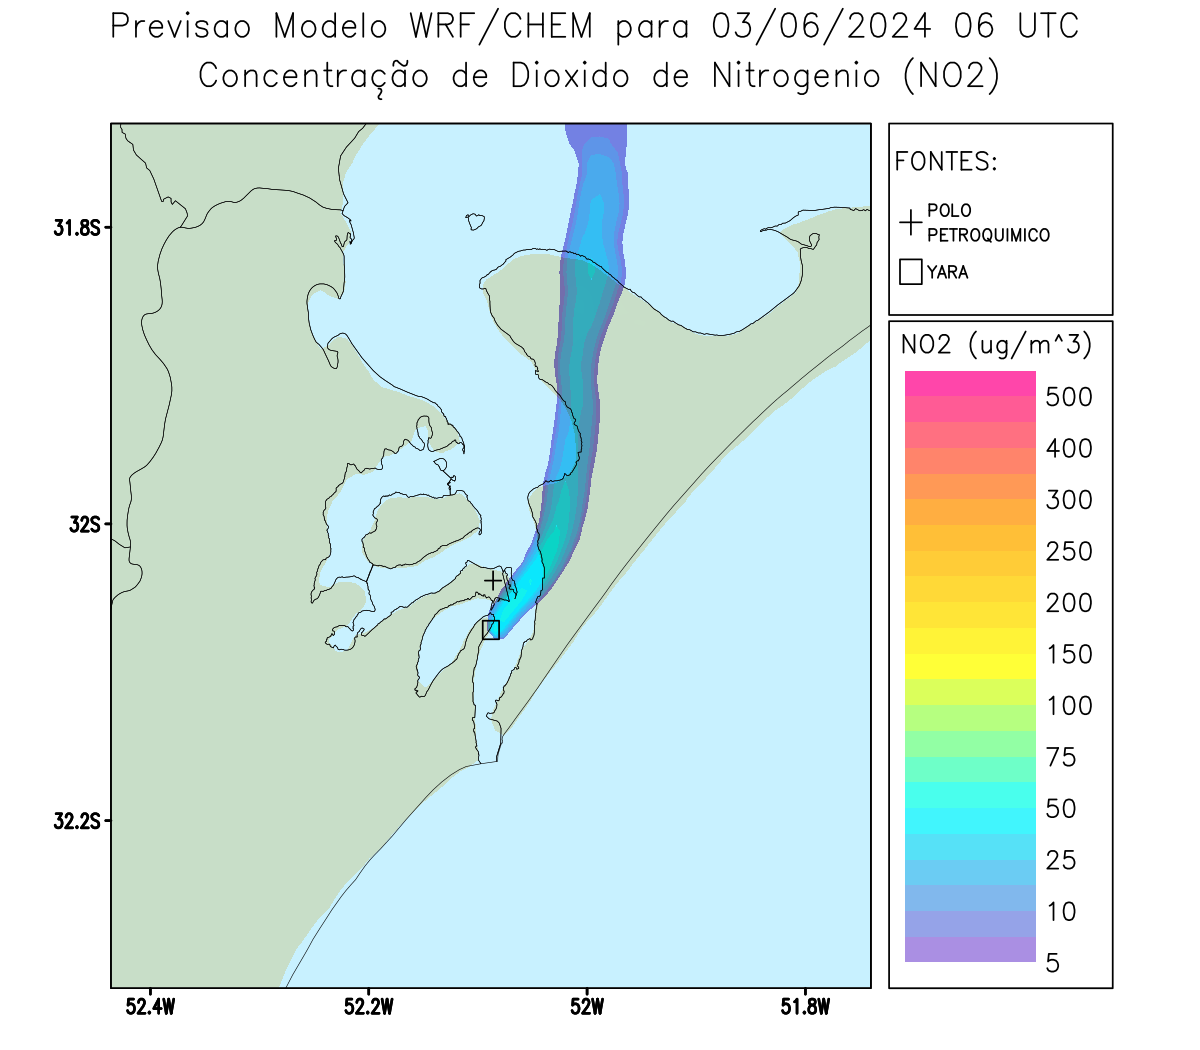 Previsao Modelo WRF/CHEM para 03/06/2024 06 UTC
Concentração de Dioxido de Nitrogenio (NO2)
31.8S
32S
32.2S
52.4W
52.2W
52W
51.8W
FONTES:
POLO
PETROQUIMICO
YARA
NO2 (ug/m^3)
500
400
300
250
200
150
100
75
50
25
10
5